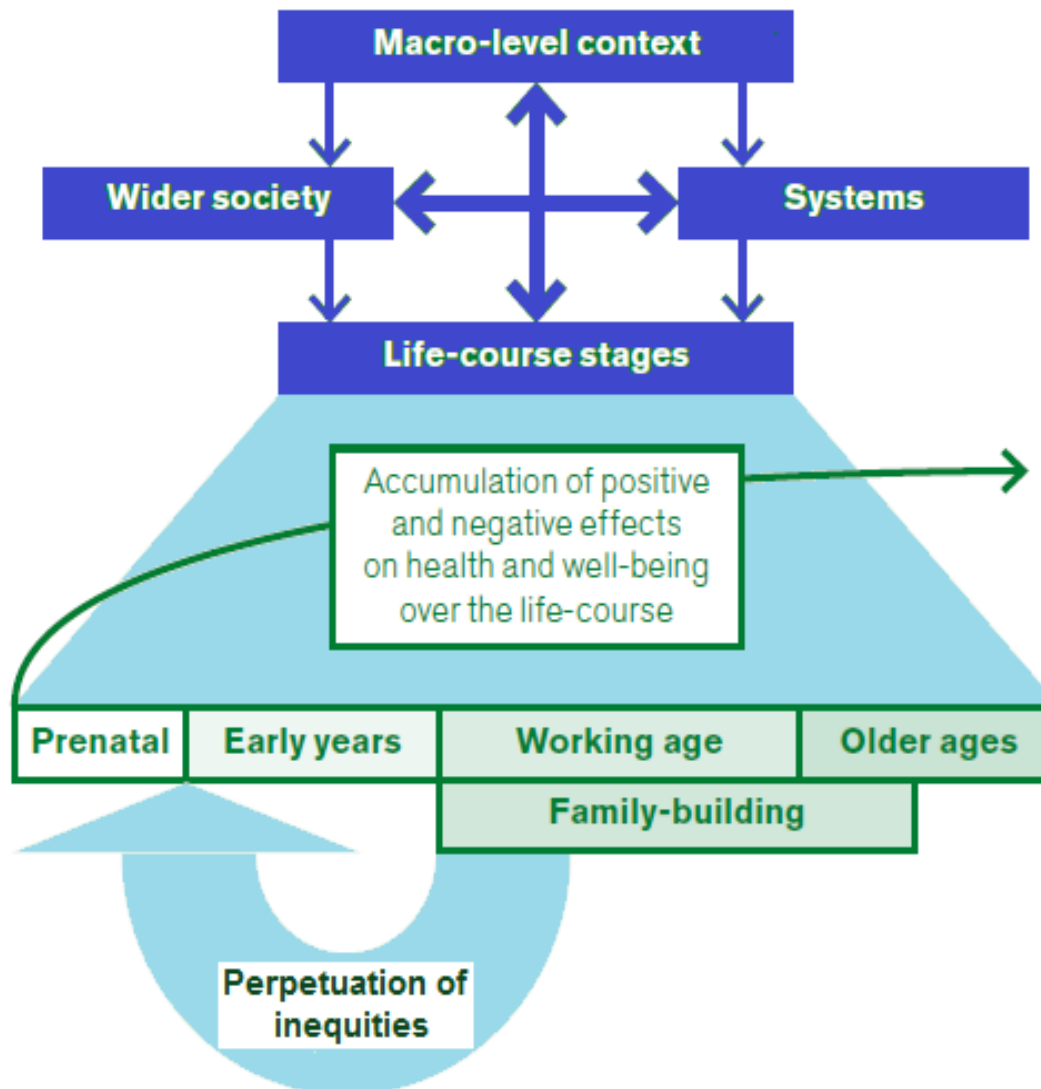 Macro-level context
Wider society
Systems
Life-course stages
Accumulation of positive
and negative effects
on health and well-being
over the life-course
Prenatal
Early years
Working age
Older ages
Family-building
Perpetuation of
inequities